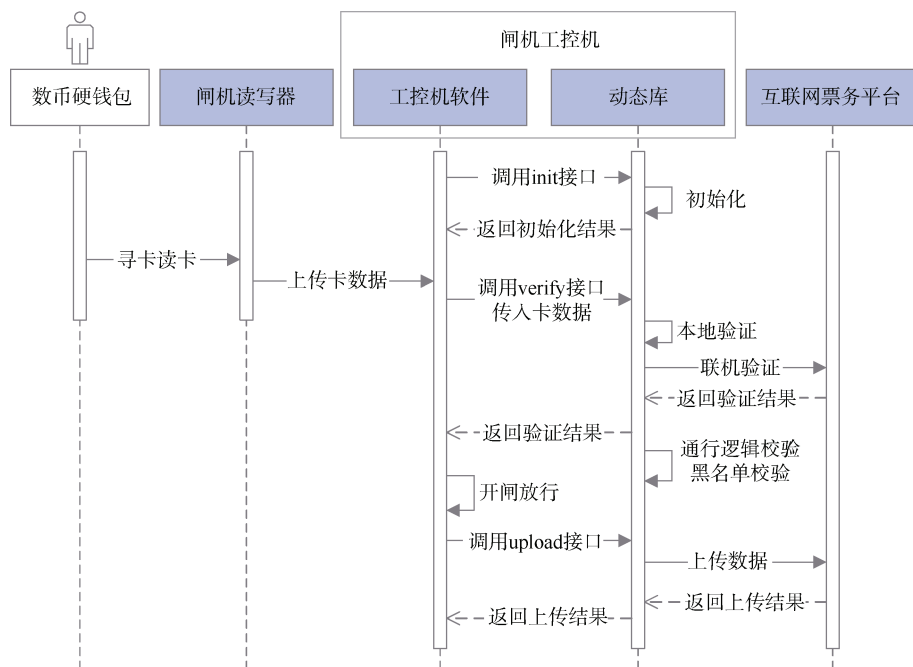 闸机工控机
数币硬钱包
闸机读写器
工控机软件
动态库
互联网票务平台
调用init接口
初始化
返回初始化结果
寻卡读卡
上传卡数据
调用verify接口
传入卡数据
本地验证
联机验证
返回验证结果
返回验证结果
通行逻辑校验
黑名单校验
开闸放行
调用upload接口
上传数据
返回上传结果
返回上传结果